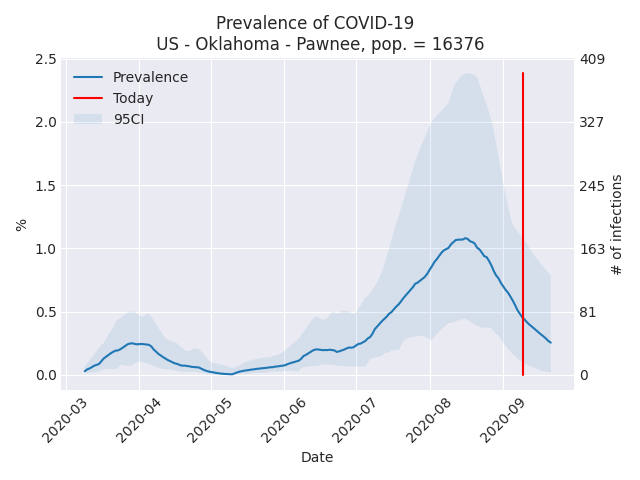 Prevalence of COVID-19
US - Oklahoma - Pawnee, pop. = 16376
Prevalence
Today
95CI
2.5
2.0
1.5
1.0
0.5
0.0
%
409
327
245
163
81
0
# of infections
2020-03
2020-04
2020-05
2020-06
2020-07
2020-08
2020-09
Date